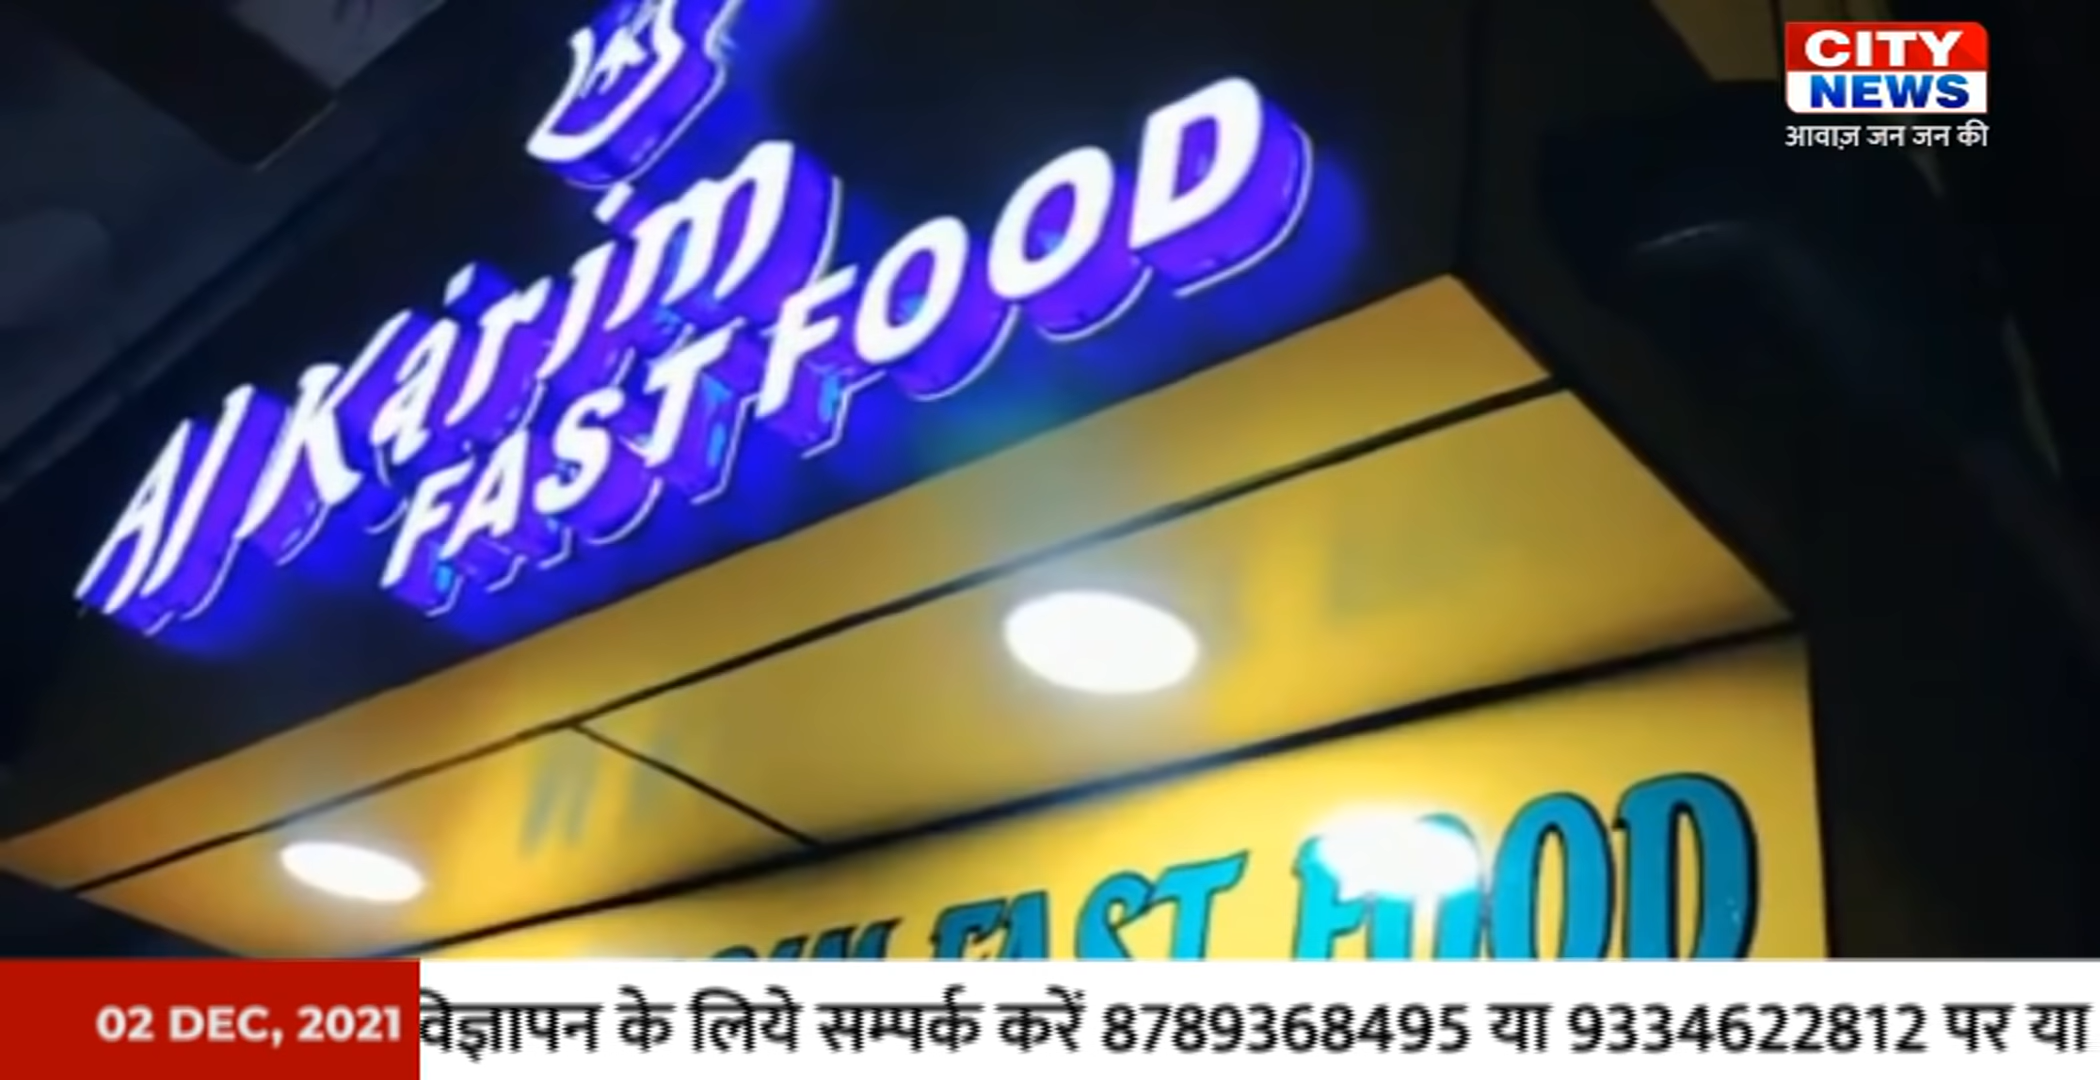 CITY
NEWS
आवाज़ जन जन की
Al Karim
FAST FOOD
FAST FOOD
02 DEC, 2021
विज्ञापन के लिये सम्पर्क करें 8789368495 या 9334622812 पर या